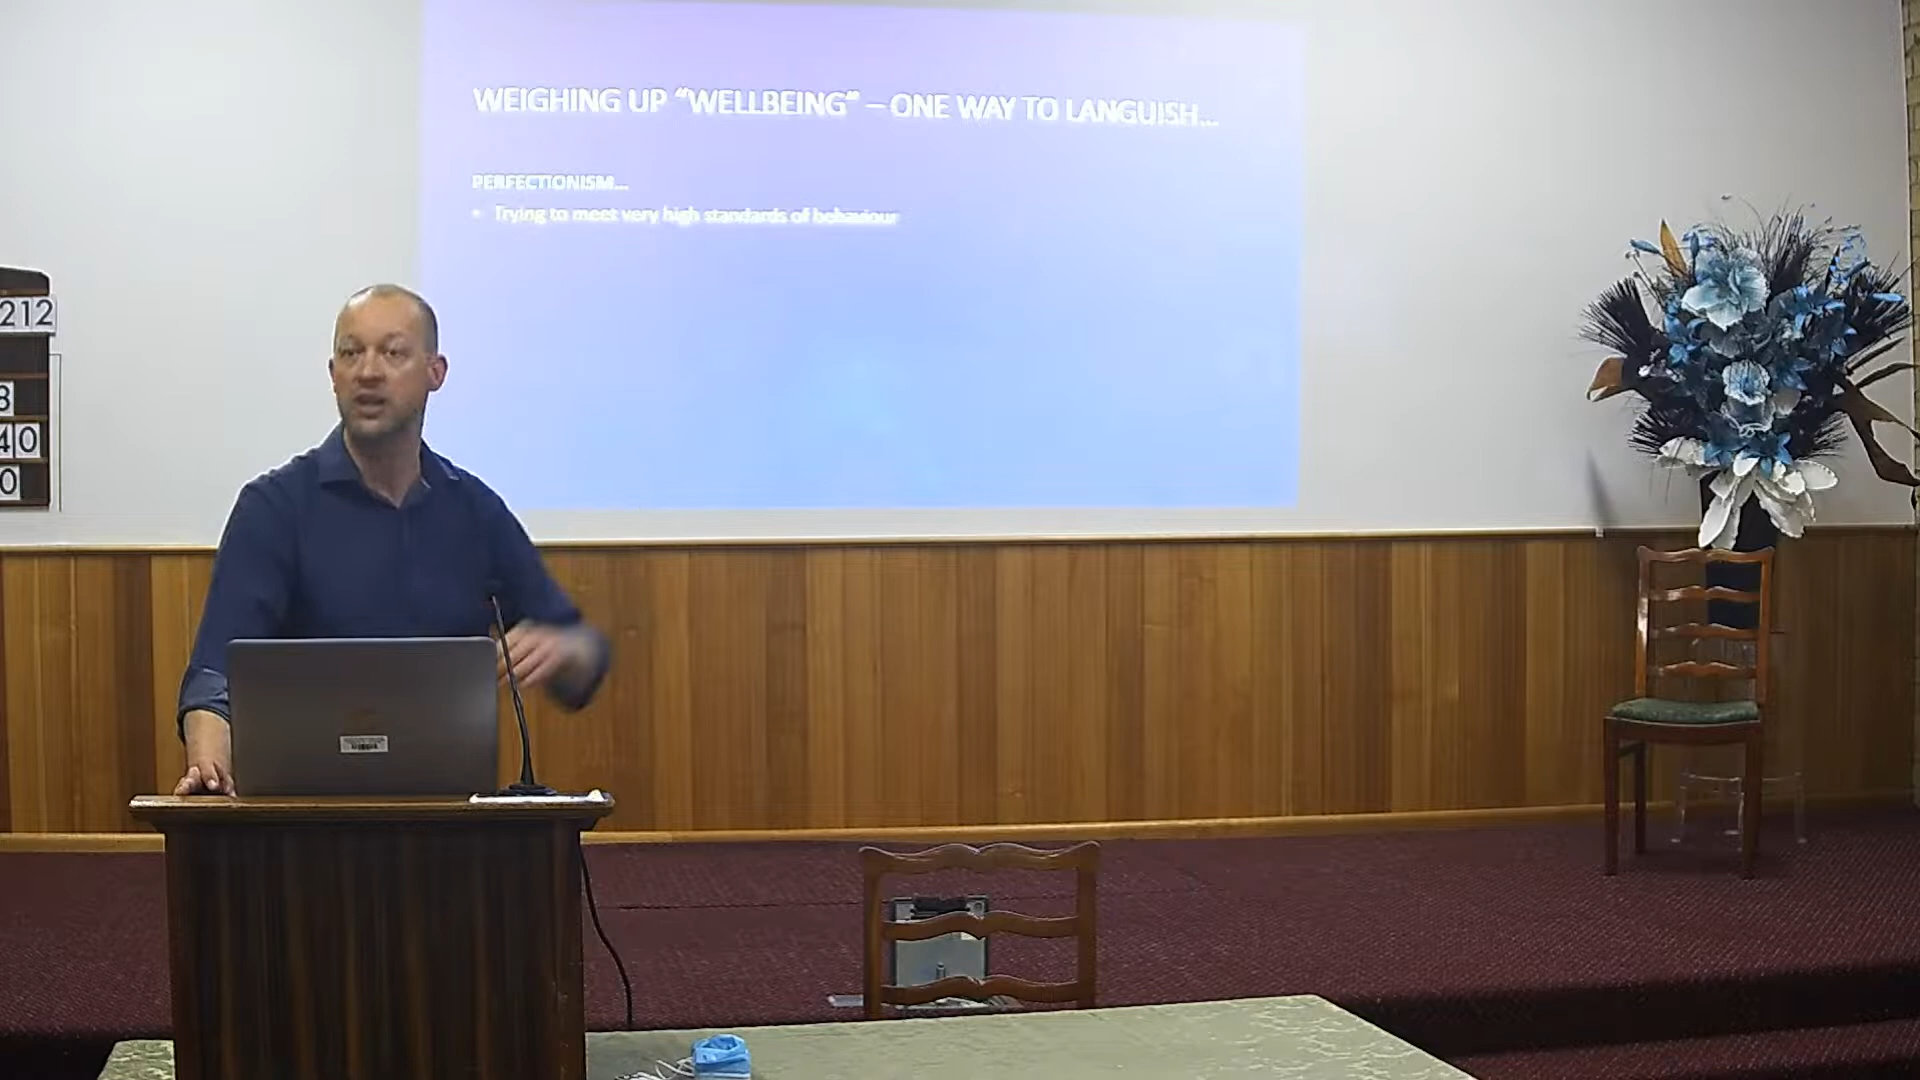 WEIGHING UP “WELLBEING” – ONE WAY TO LANGUISH...
PERFECTIONISM...
• Trying to meet very high standards of behaviour
212
8
40
0